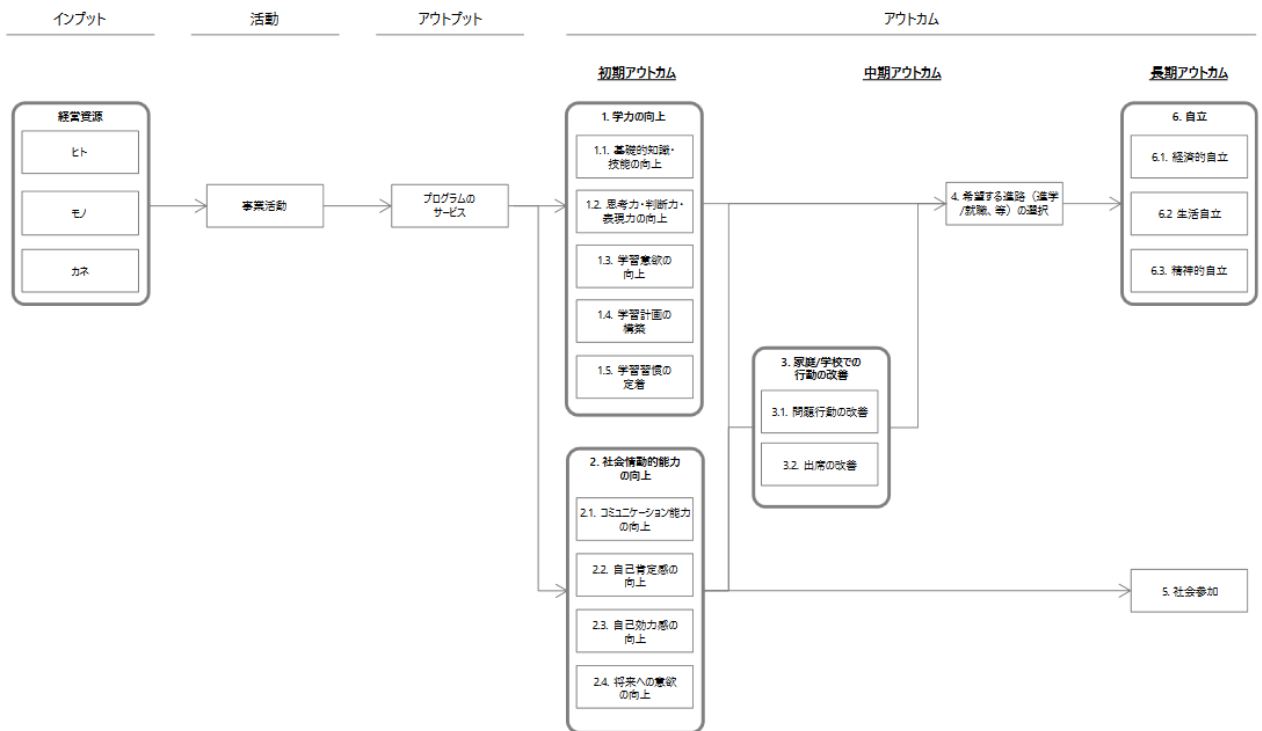 インプット
活動
アウトプット
アウトカム
初期アウトカム
中期アウトカム
長期アウトカム
経営資源
ヒト
モノ
カネ
事業活動
プログラムの
サービス
1. 学力の向上
1.1. 基礎的知識・
技能の向上
1.2. 思考力・判断力・
表現力の向上
1.3. 学習意欲の
向上
1.4. 学習計画の
構築
1.5. 学習習慣の
定着
2. 社会情動的能力
の向上
2.1. コミュニケーション能力
の向上
2.2. 自己肯定感の
向上
2.3. 自己効力感の
向上
2.4. 将来への意欲
の向上
3. 家庭/学校での
行動の改善
3.1. 問題行動の改善
3.2. 出席の改善
4. 希望する進路（進学
/就職、等）の選択
6. 自立
6.1. 経済的自立
6.2 生活自立
6.3. 精神的自立
5. 社会参加